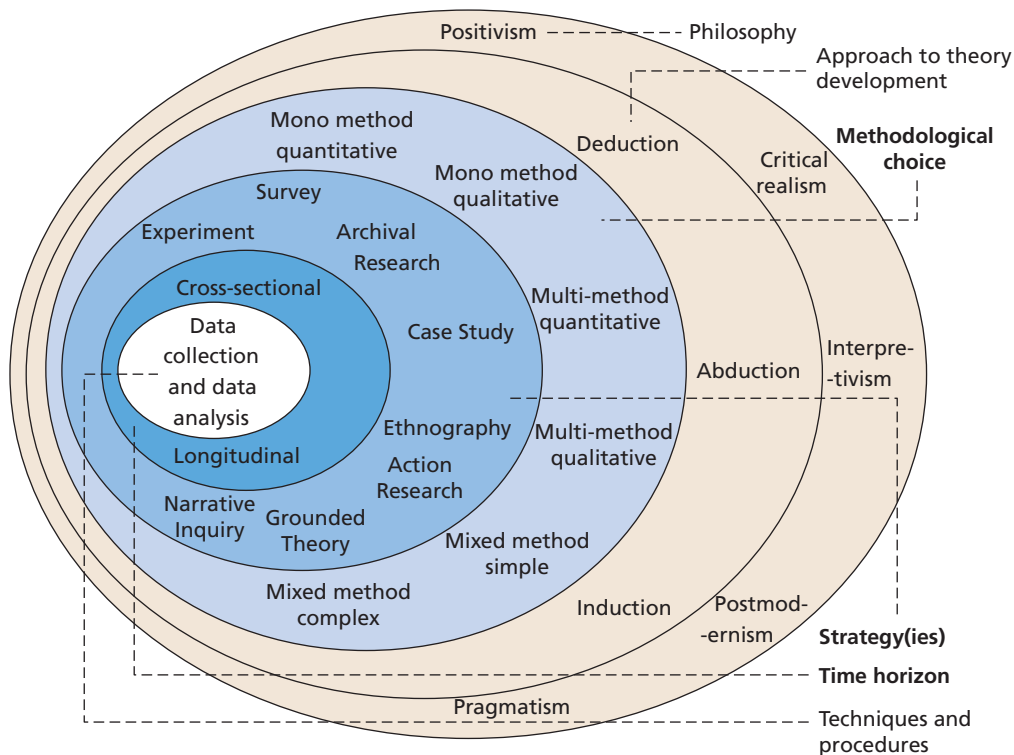 Positivism
Philosophy
Approach to theory
development
Mono method
quantitative
Deduction
Methodological
choice
Critical
realism
Mono method
qualitative
Survey
Experiment
Archival
Research
Cross-sectional
Multi-method
quantitative
Data
collection
and data
analysis
Case Study
Interpre-
-tivism
Abduction
Ethnography
Multi-method
qualitative
Longitudinal
Action
Research
Narrative
Inquiry
Grounded
Theory
Mixed method
simple
Mixed method
complex
Induction
Postmod-
-ernism
Strategy(ies)
Time horizon
Pragmatism
Techniques and
procedures